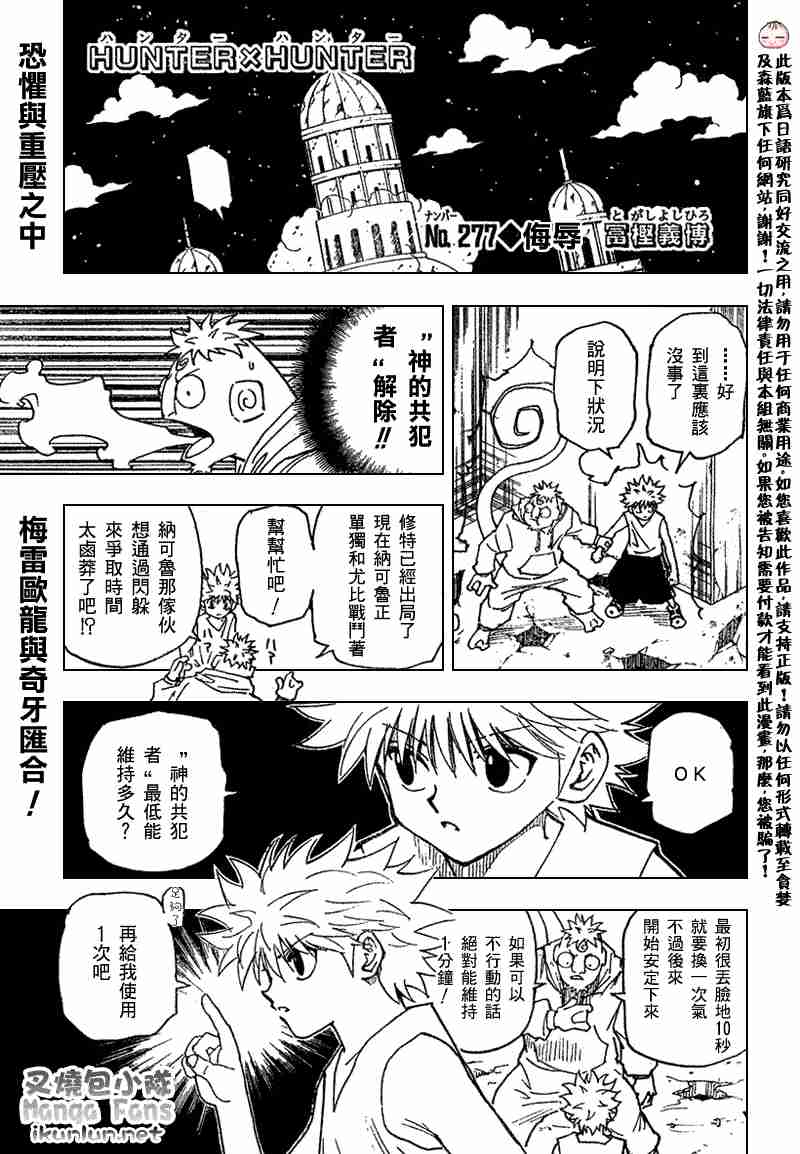 ハンター ハンター
HUNTER×HUNTER
恐懼與重壓之中
ナンバー
No. 277◆侮辱
とがしよしひろ
冨樫義博
……好
到這裏應該
沒事了
說明下狀況
"神的共犯
者"解除!!
修特已經出局了
現在納可魯正
單獨和尤比戰鬥著
幫幫忙吧!
納可魯那傢伙
想通過閃躲
來爭取時間
太鹵莽了吧!?
梅雷歐龍與奇牙匯合!
OK
"神的共犯
者"最低能
維持多久?
最初很丟臉地10秒
就要換一次氣
不過後來
開始安定下來
如果可以
不行動的話
絕對能維持
1分鐘!
足夠了
再給我使用
1次吧
此版本爲日語研究同好交流之用,請勿用于任何商業用途。如您喜歡此作品,請支持正版!請勿以任何形式轉載至貪婪
及森藍旗下任何網站,謝謝!一切法律責任與本組無關。如果您被告知需要付款才能看到此漫畫,那麼,您被騙了!
叉燒包小隊
Manga Fans
ikunlun.net